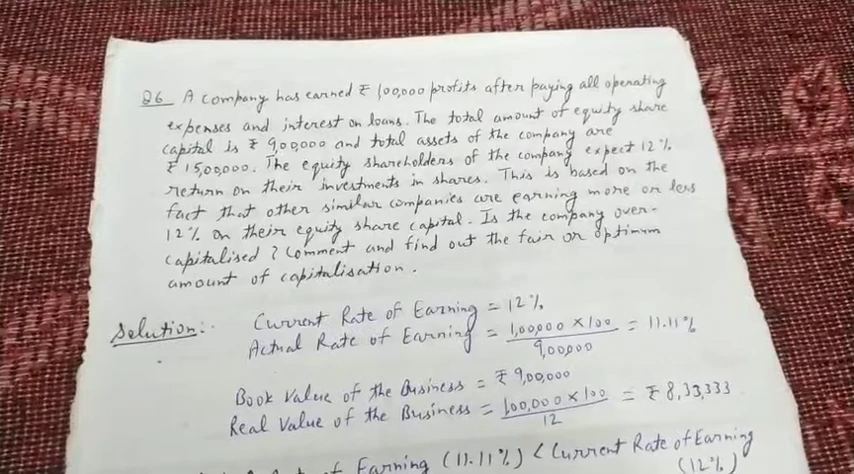 Q6 A company has earned ₹ 1,00,000 profits after paying all operating
expenses and interest on loans. The total amount of equity share
capital is ₹ 9,00,000 and total assets of the company are
₹ 15,00,000. The equity shareholders of the company expect 12%
return on their investments in shares. This is based on the
fact that other similar companies are earning more or less
12% on their equity share capital. Is the company over-
capitalised? Comment and find out the fair or optimum
amount of capitalisation.
Solution:- Current Rate of Earning = 12%
Actual Rate of Earning = 1,00,000 × 100 / 9,00,000 = 11.11%
Book Value of the Business = ₹ 9,00,000
Real Value of the Business = 1,00,000 × 100 / 12 = ₹ 8,33,333
Earning (11.11%) < Current Rate of Earning
(12%)